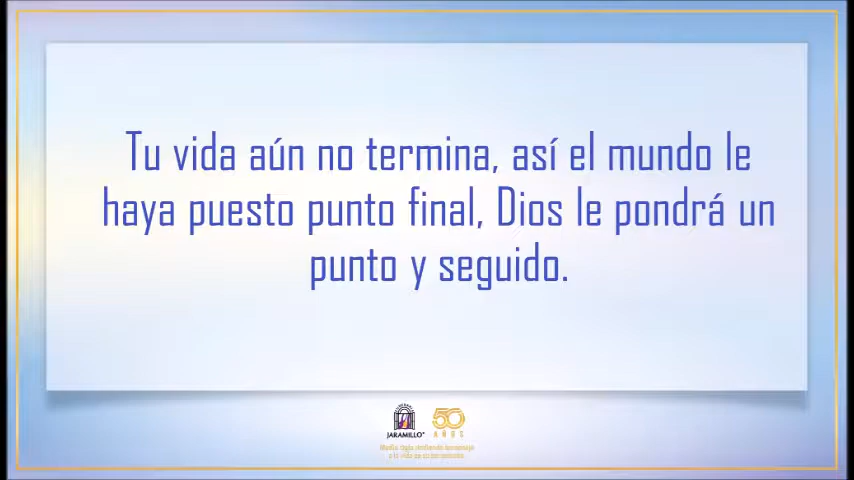 Tu vida aún no termina, así el mundo le
haya puesto punto final, Dios le pondrá un
punto y seguido.
JARAMILLO
50
AÑOS